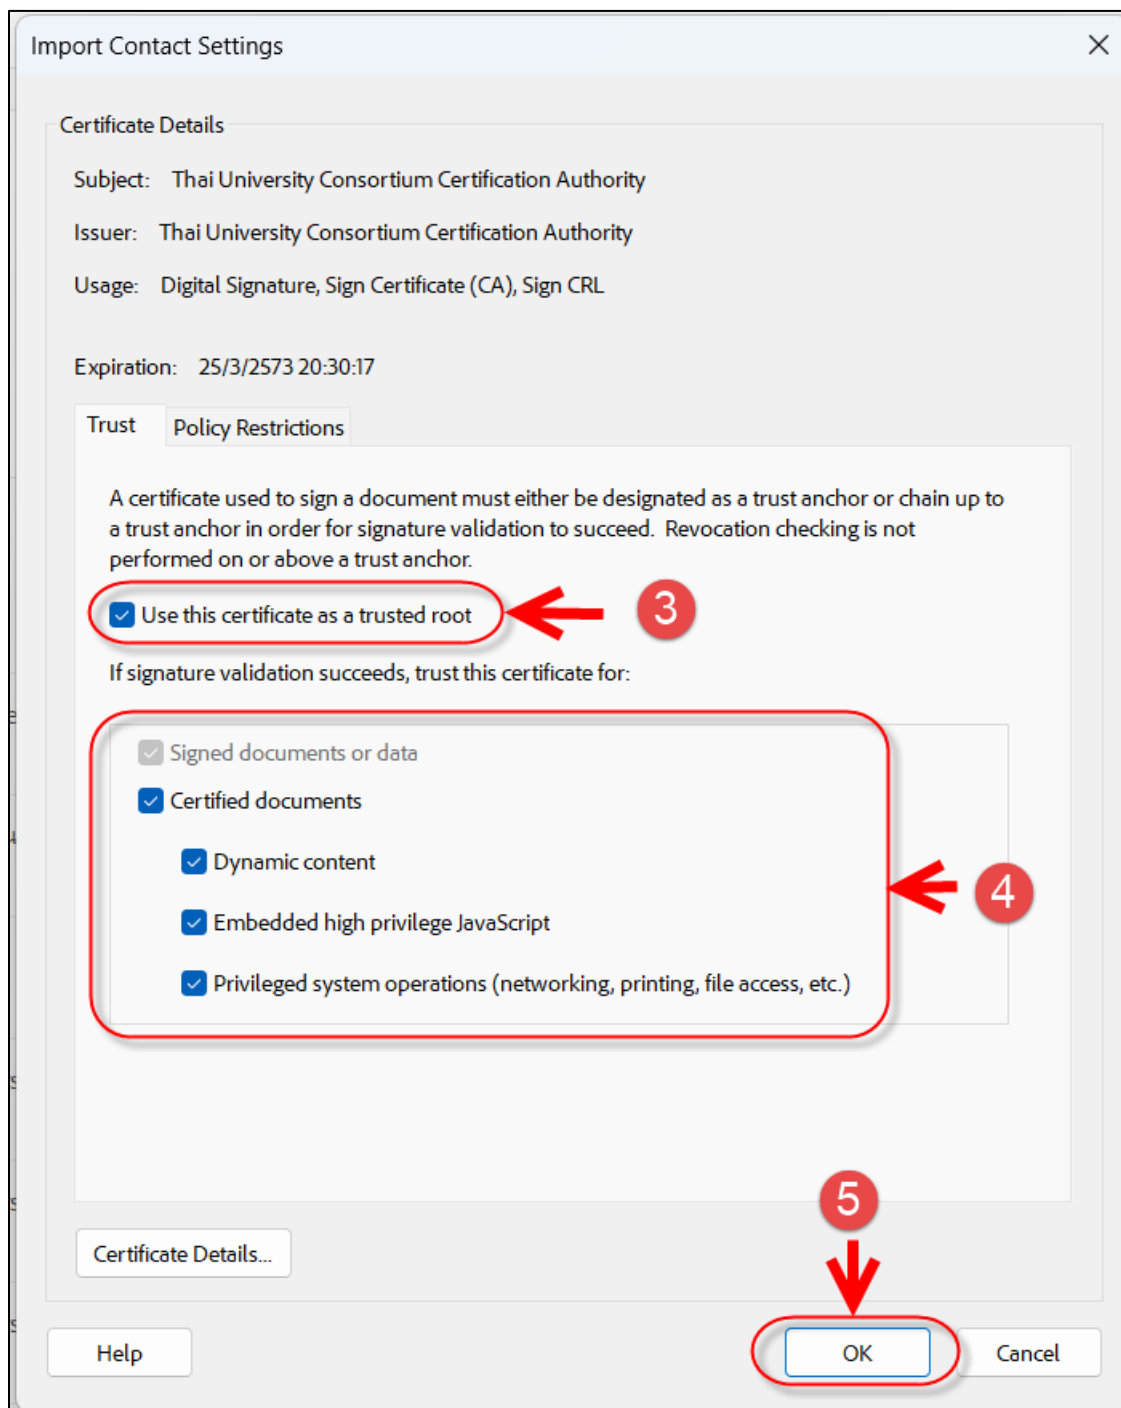 Import Contact Settings
Certificate Details
Subject: Thai University Consortium Certification Authority
Issuer: Thai University Consortium Certification Authority
Usage: Digital Signature, Sign Certificate (CA), Sign CRL
Expiration: 25/3/2573 20:30:17
Trust Policy Restrictions
A certificate used to sign a document must either be designated as a trust anchor or chain up to
a trust anchor in order for signature validation to succeed. Revocation checking is not
performed on or above a trust anchor.
Use this certificate as a trusted root 3
If signature validation succeeds, trust this certificate for:
Signed documents or data
Certified documents
Dynamic content
4
Embedded high privilege JavaScript
Privileged system operations (networking, printing, file access, etc.)
5
Certificate Details...
Help OK Cancel